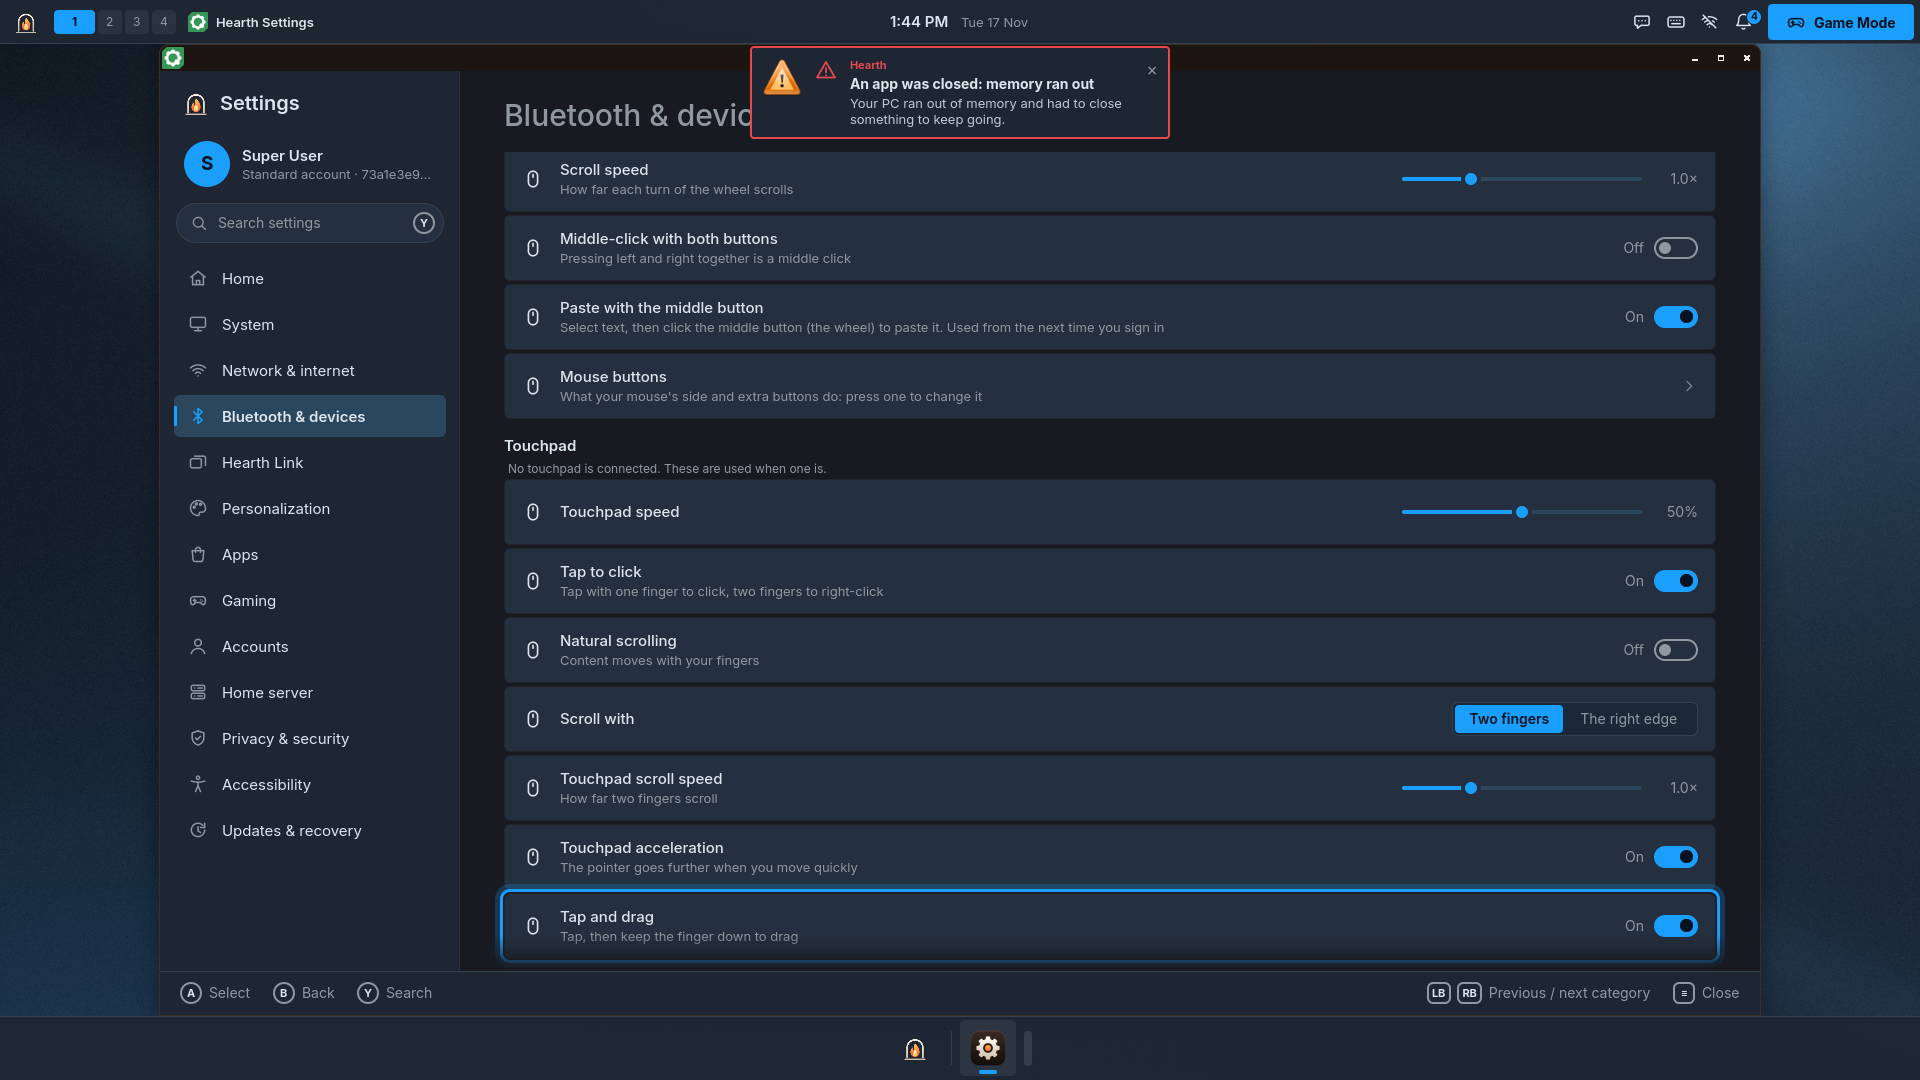 1 2 3 4 Hearth Settings
1:44 PM Tue 17 Nov
4
Game Mode
Hearth
An app was closed: memory ran out
Your PC ran out of memory and had to close
something to keep going.
Settings
S
Super User
Standard account · 73a1e3e9...
Search settings Y
Home
System
Network & internet
Bluetooth & devices
Hearth Link
Personalization
Apps
Gaming
Accounts
Home server
Privacy & security
Accessibility
Updates & recovery
Bluetooth & devic
Scroll speed
How far each turn of the wheel scrolls
1.0×
Middle-click with both buttons
Pressing left and right together is a middle click
Off
Paste with the middle button
Select text, then click the middle button (the wheel) to paste it. Used from the next time you sign in
On
Mouse buttons
What your mouse's side and extra buttons do: press one to change it
Touchpad
No touchpad is connected. These are used when one is.
Touchpad speed
50%
Tap to click
Tap with one finger to click, two fingers to right-click
On
Natural scrolling
Content moves with your fingers
Off
Scroll with
Two fingers The right edge
Touchpad scroll speed
How far two fingers scroll
1.0×
Touchpad acceleration
The pointer goes further when you move quickly
On
Tap and drag
Tap, then keep the finger down to drag
On
A Select B Back Y Search
LB RB Previous / next category Close